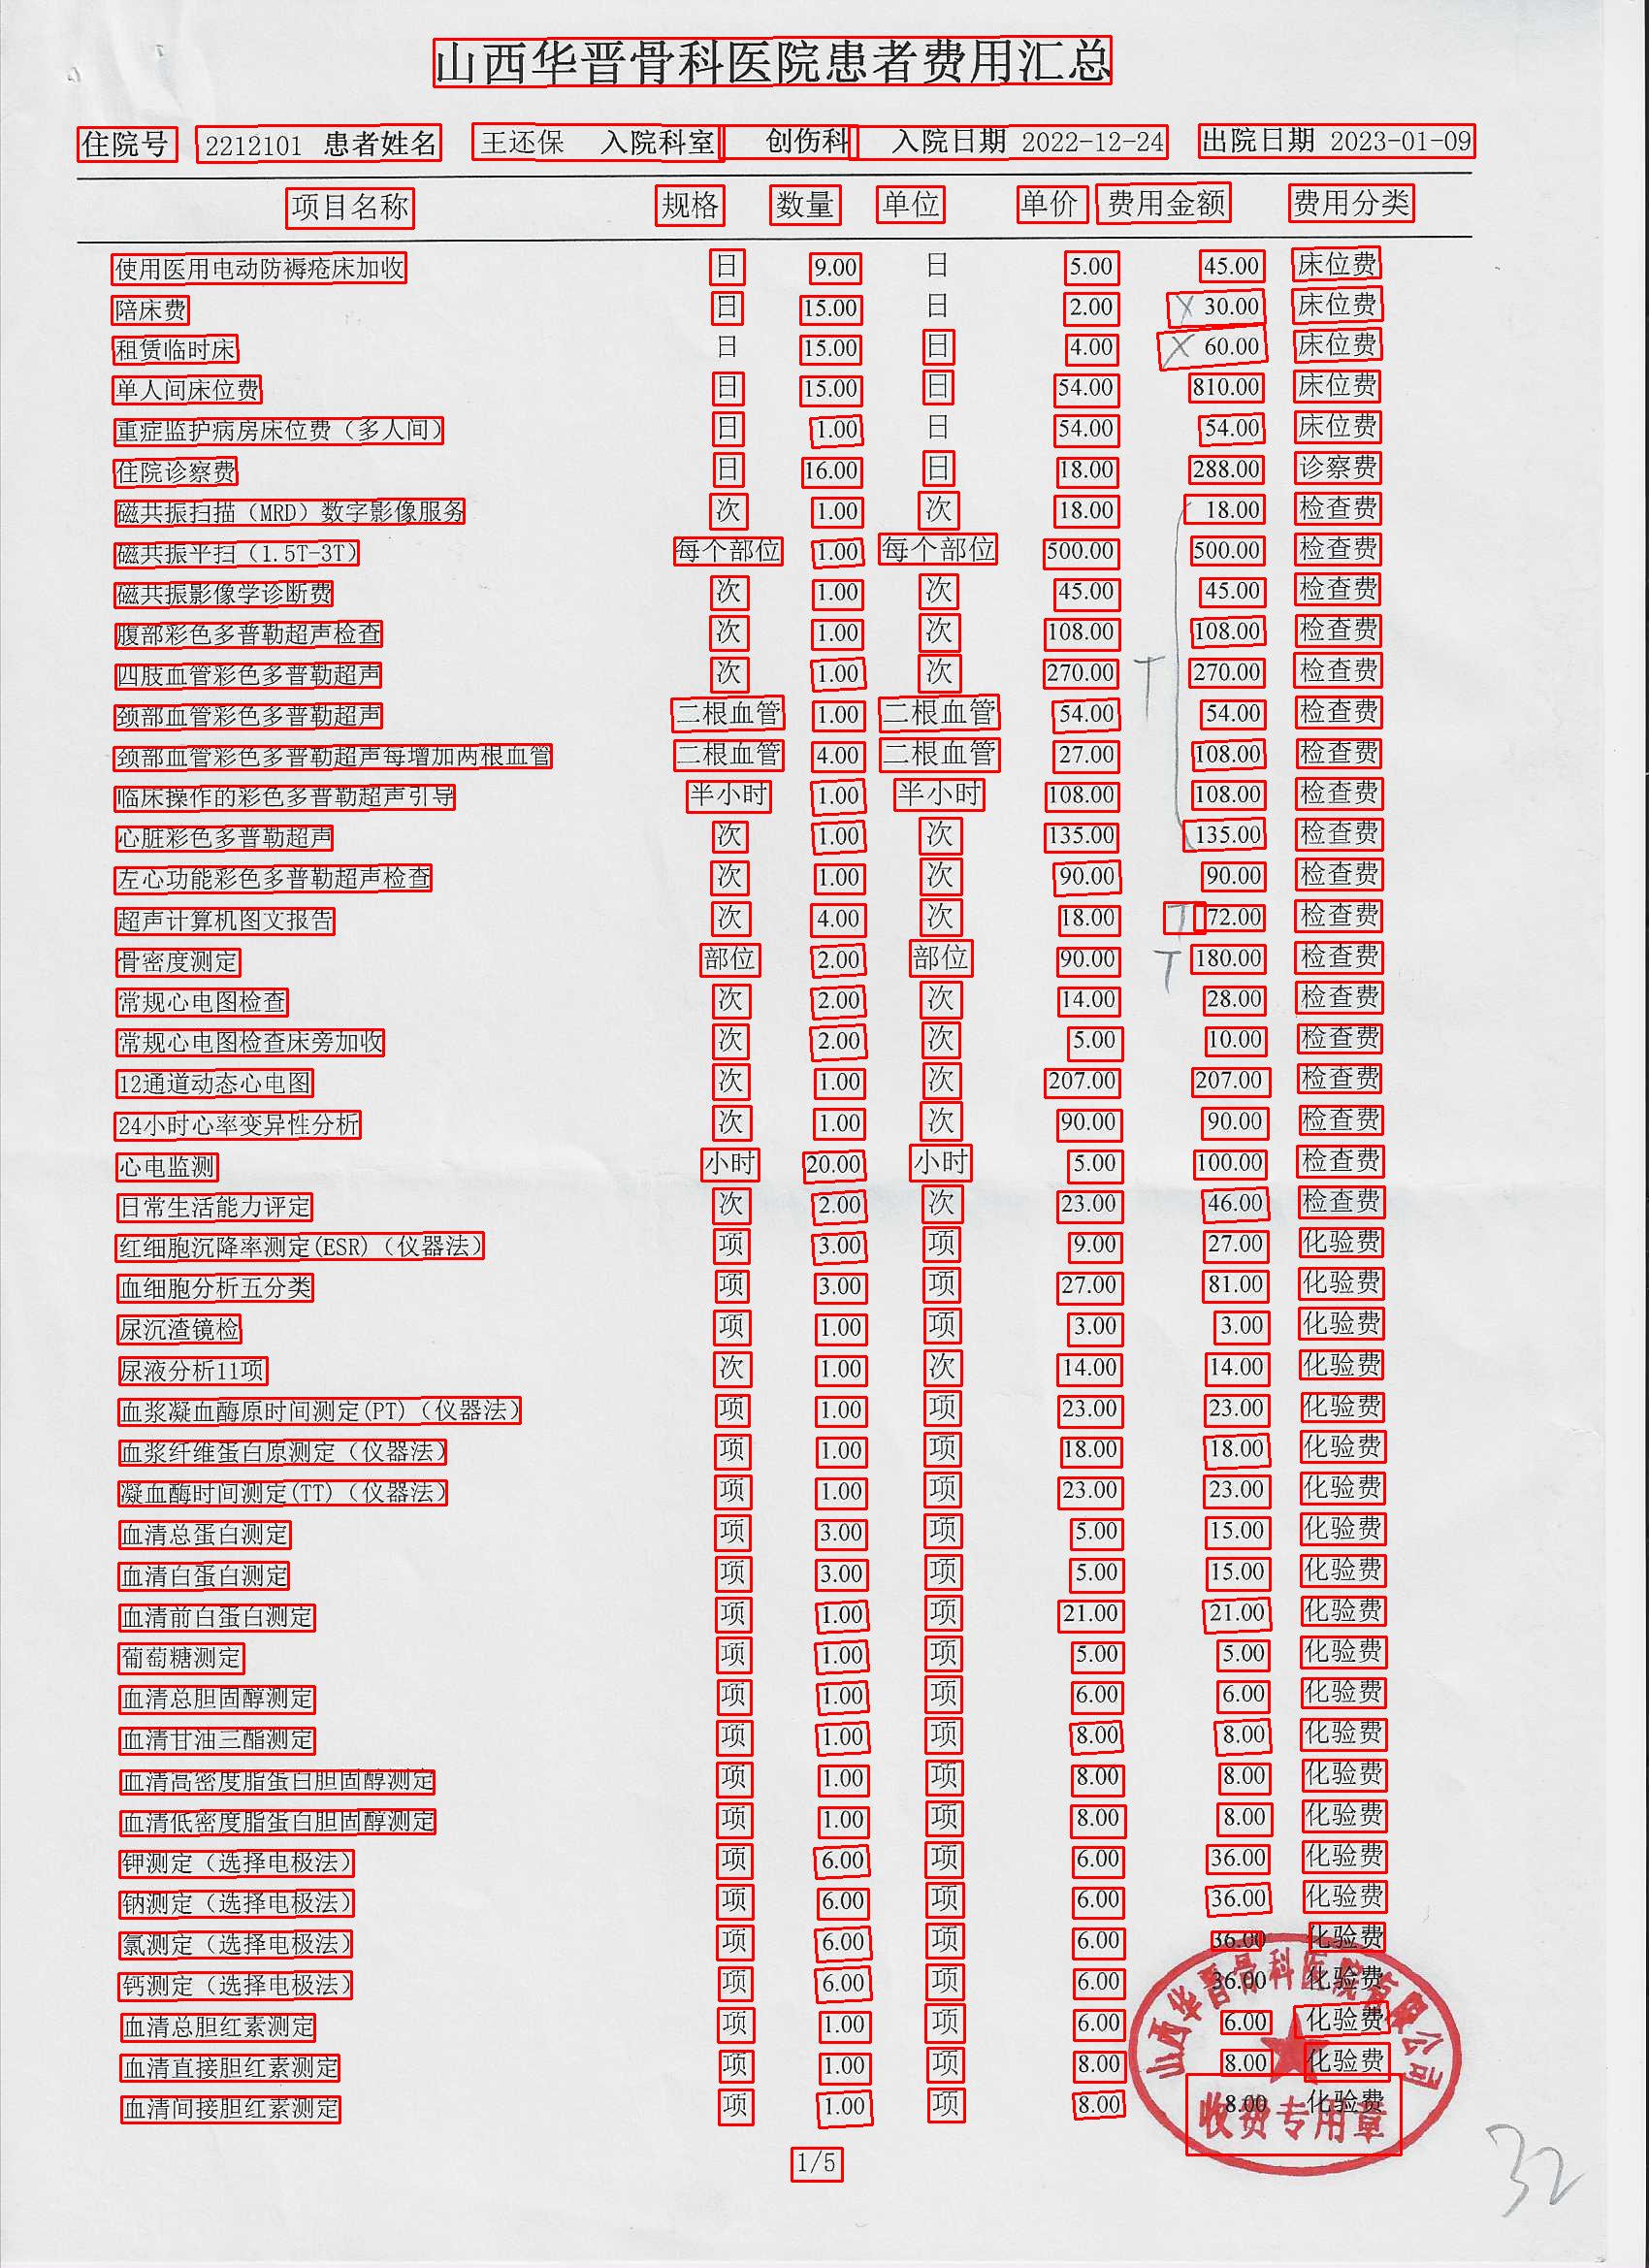 山西华晋骨科医院患者费用汇总
住院号 2212101 患者姓名 王还保 入院科室 创伤科 入院日期 2022-12-24 出院日期 2023-01-09
项目名称 规格 数量 单位 单价 费用金额 费用分类
使用医用电动防褥疮床加收 日 9.00 日 5.00 45.00 床位费
陪床费 日 15.00 日 2.00 X 30.00 床位费
租赁临时床 日 15.00 日 4.00 X 60.00 床位费
单人间床位费 日 15.00 日 54.00 810.00 床位费
重症监护病房床位费（多人间） 日 1.00 日 54.00 54.00 床位费
住院诊察费 日 16.00 日 18.00 288.00 诊察费
磁共振扫描（MRD）数字影像服务 次 1.00 次 18.00 18.00 检查费
磁共振平扫（1.5T-3T） 每个部位 1.00 每个部位 500.00 500.00 检查费
磁共振影像学诊断费 次 1.00 次 45.00 45.00 检查费
腹部彩色多普勒超声检查 次 1.00 次 108.00 108.00 检查费
四肢血管彩色多普勒超声 次 1.00 次 270.00 T 270.00 检查费
颈部血管彩色多普勒超声 二根血管 1.00 二根血管 54.00 54.00 检查费
颈部血管彩色多普勒超声每增加两根血管 二根血管 4.00 二根血管 27.00 108.00 检查费
临床操作的彩色多普勒超声引导 半小时 1.00 半小时 108.00 108.00 检查费
心脏彩色多普勒超声 次 1.00 次 135.00 135.00 检查费
左心功能彩色多普勒超声检查 次 1.00 次 90.00 90.00 检查费
超声计算机图文报告 次 4.00 次 18.00 T 72.00 检查费
骨密度测定 部位 2.00 部位 90.00 T 180.00 检查费
常规心电图检查 次 2.00 次 14.00 28.00 检查费
常规心电图检查床旁加收 次 2.00 次 5.00 10.00 检查费
12通道动态心电图 次 1.00 次 207.00 207.00 检查费
24小时心率变异性分析 次 1.00 次 90.00 90.00 检查费
心电监测 小时 20.00 小时 5.00 100.00 检查费
日常生活能力评定 次 2.00 次 23.00 46.00 检查费
红细胞沉降率测定(ESR)（仪器法） 项 3.00 项 9.00 27.00 化验费
血细胞分析五分类 项 3.00 项 27.00 81.00 化验费
尿沉渣镜检 项 1.00 项 3.00 3.00 化验费
尿液分析11项 次 1.00 次 14.00 14.00 化验费
血浆凝血酶原时间测定(PT)（仪器法） 项 1.00 项 23.00 23.00 化验费
血浆纤维蛋白原测定（仪器法） 项 1.00 项 18.00 18.00 化验费
凝血酶时间测定(TT)（仪器法） 项 1.00 项 23.00 23.00 化验费
血清总蛋白测定 项 3.00 项 5.00 15.00 化验费
血清白蛋白测定 项 3.00 项 5.00 15.00 化验费
血清前白蛋白测定 项 1.00 项 21.00 21.00 化验费
葡萄糖测定 项 1.00 项 5.00 5.00 化验费
血清总胆固醇测定 项 1.00 项 6.00 6.00 化验费
血清甘油三酯测定 项 1.00 项 8.00 8.00 化验费
血清高密度脂蛋白胆固醇测定 项 1.00 项 8.00 8.00 化验费
血清低密度脂蛋白胆固醇测定 项 1.00 项 8.00 8.00 化验费
钾测定（选择电极法） 项 6.00 项 6.00 36.00 化验费
钠测定（选择电极法） 项 6.00 项 6.00 36.00 化验费
氯测定（选择电极法） 项 6.00 项 6.00 36.00 化验费
钙测定（选择电极法） 项 6.00 项 6.00 36.00 化验费
血清总胆红素测定 项 1.00 项 6.00 6.00 化验费
血清直接胆红素测定 项 1.00 项 8.00 8.00 化验费
血清间接胆红素测定 项 1.00 项 8.00 8.00 化验费
山西华晋骨科医院有限公司
收费专用章
1/5
32